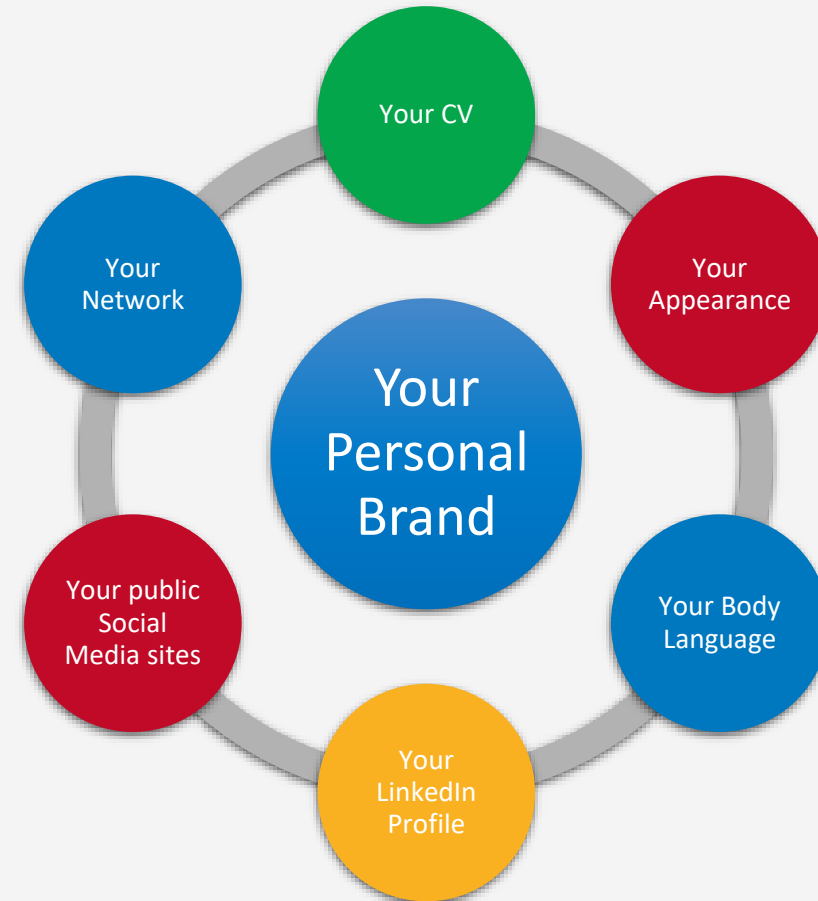 Your CV
Your
Appearance
Your Body
Language
Your
LinkedIn
Profile
Your public
Social
Media sites
Your
Network
Your
Personal
Brand